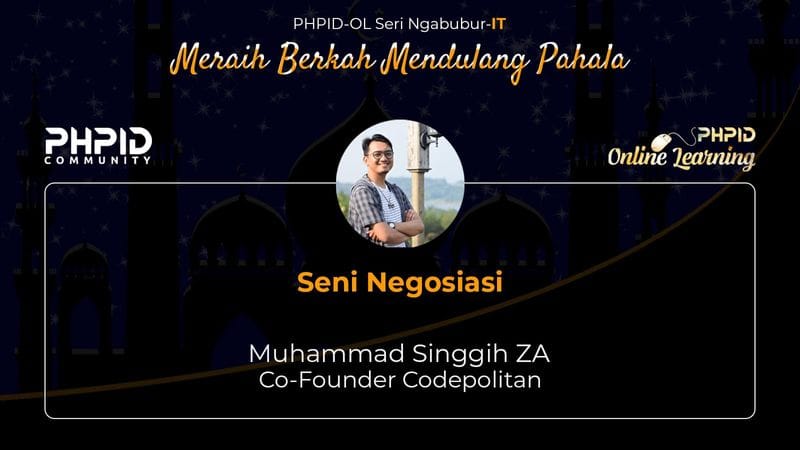 PHPID-OL Seri Ngabubur-IT
Meraih Berkah Mendulang Pahala
PHPID
COMMUNITY
PHPID
Online Learning
Seni Negosiasi
Muhammad Singgih ZA
Co-Founder Codepolitan